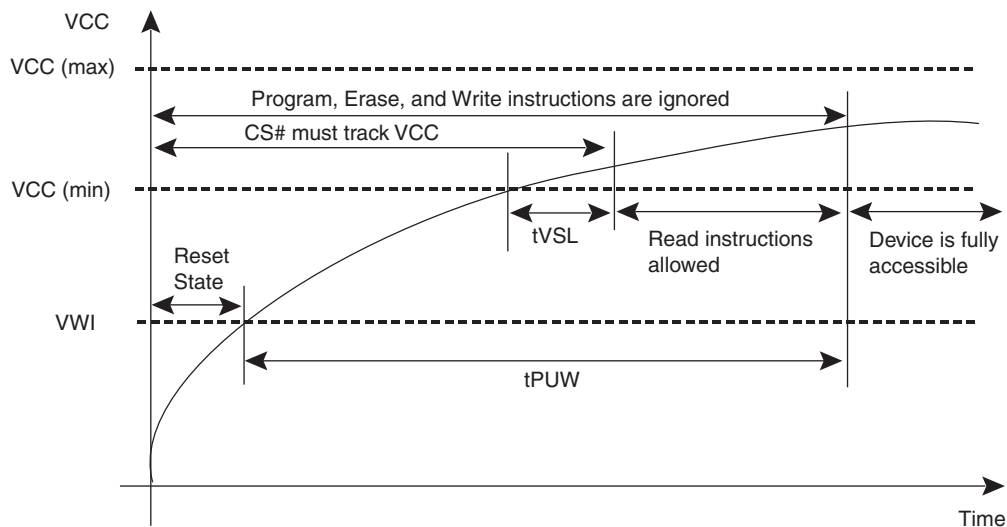 VCC
VCC (max)
Program, Erase, and Write instructions are ignored
CS# must track VCC
VCC (min)
tVSL
Read instructions
allowed
Device is fully
accessible
Reset
State
VWI
tPUW
Time